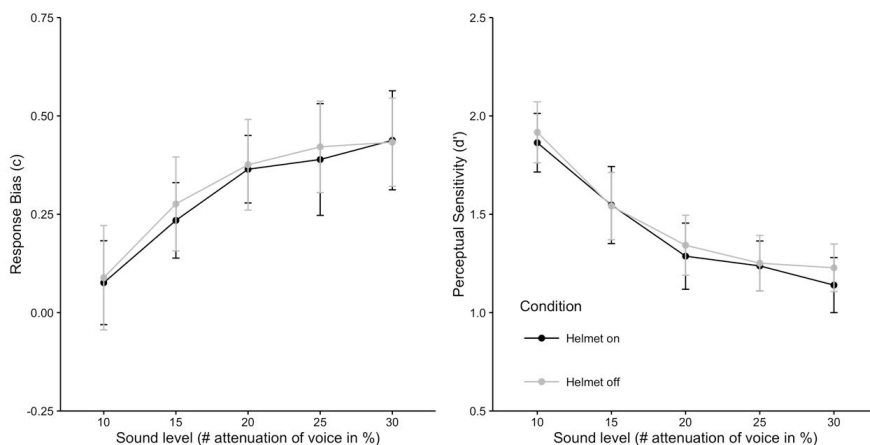 0.75
0.50
0.25
0.00
-0.25
Response Bias (c)
10 15 20 25 30
Sound level (# attenuation of voice in %)
2.5
2.0
1.5
1.0
0.5
Perceptual Sensitivity (d')
Condition
Helmet on
Helmet off
10 15 20 25 30
Sound level (# attenuation of voice in %)